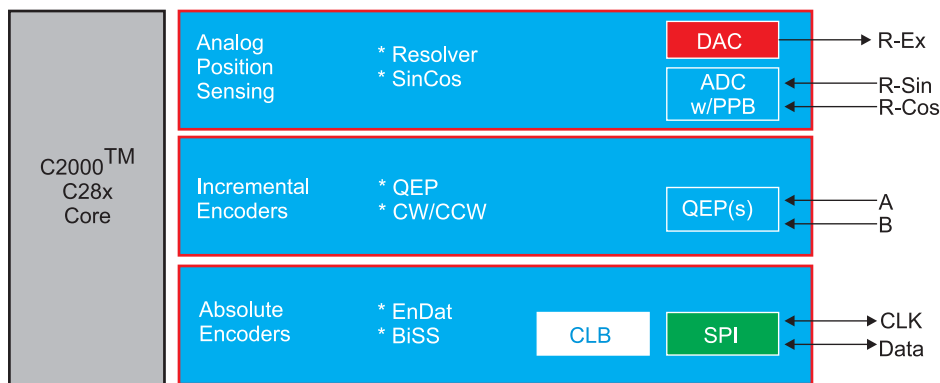 C2000™
C28x
Core
Analog
Position
Sensing
* Resolver
* SinCos
DAC
ADC
w/PPB
R-Ex
R-Sin
R-Cos
Incremental
Encoders
* QEP
* CW/CCW
QEP(s)
A
B
Absolute
Encoders
* EnDat
* BiSS
CLB
SPI
CLK
Data